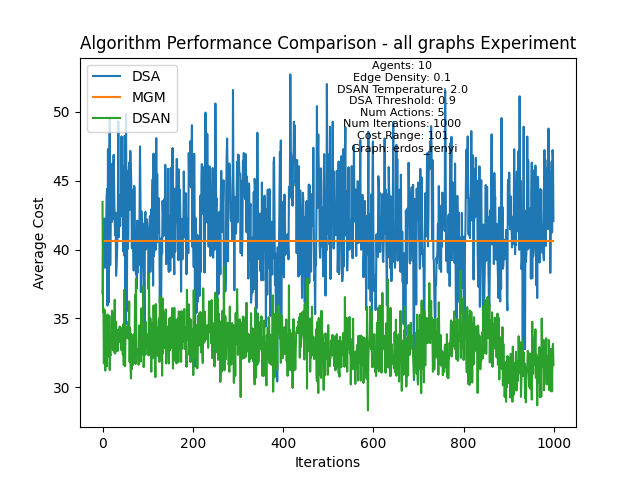 Algorithm Performance Comparison - all graphs Experiment
DSA
MGM
DSAN
Agents: 10
Edge Density: 0.1
DSAN Temperature: 2.0
DSA Threshold: 0.9
Num Actions: 5
Num Iterations: 1000
Cost Range: 101
Graph: erdos_renyi
Average Cost
50
45
40
35
30
0
200
400
600
800
1000
Iterations